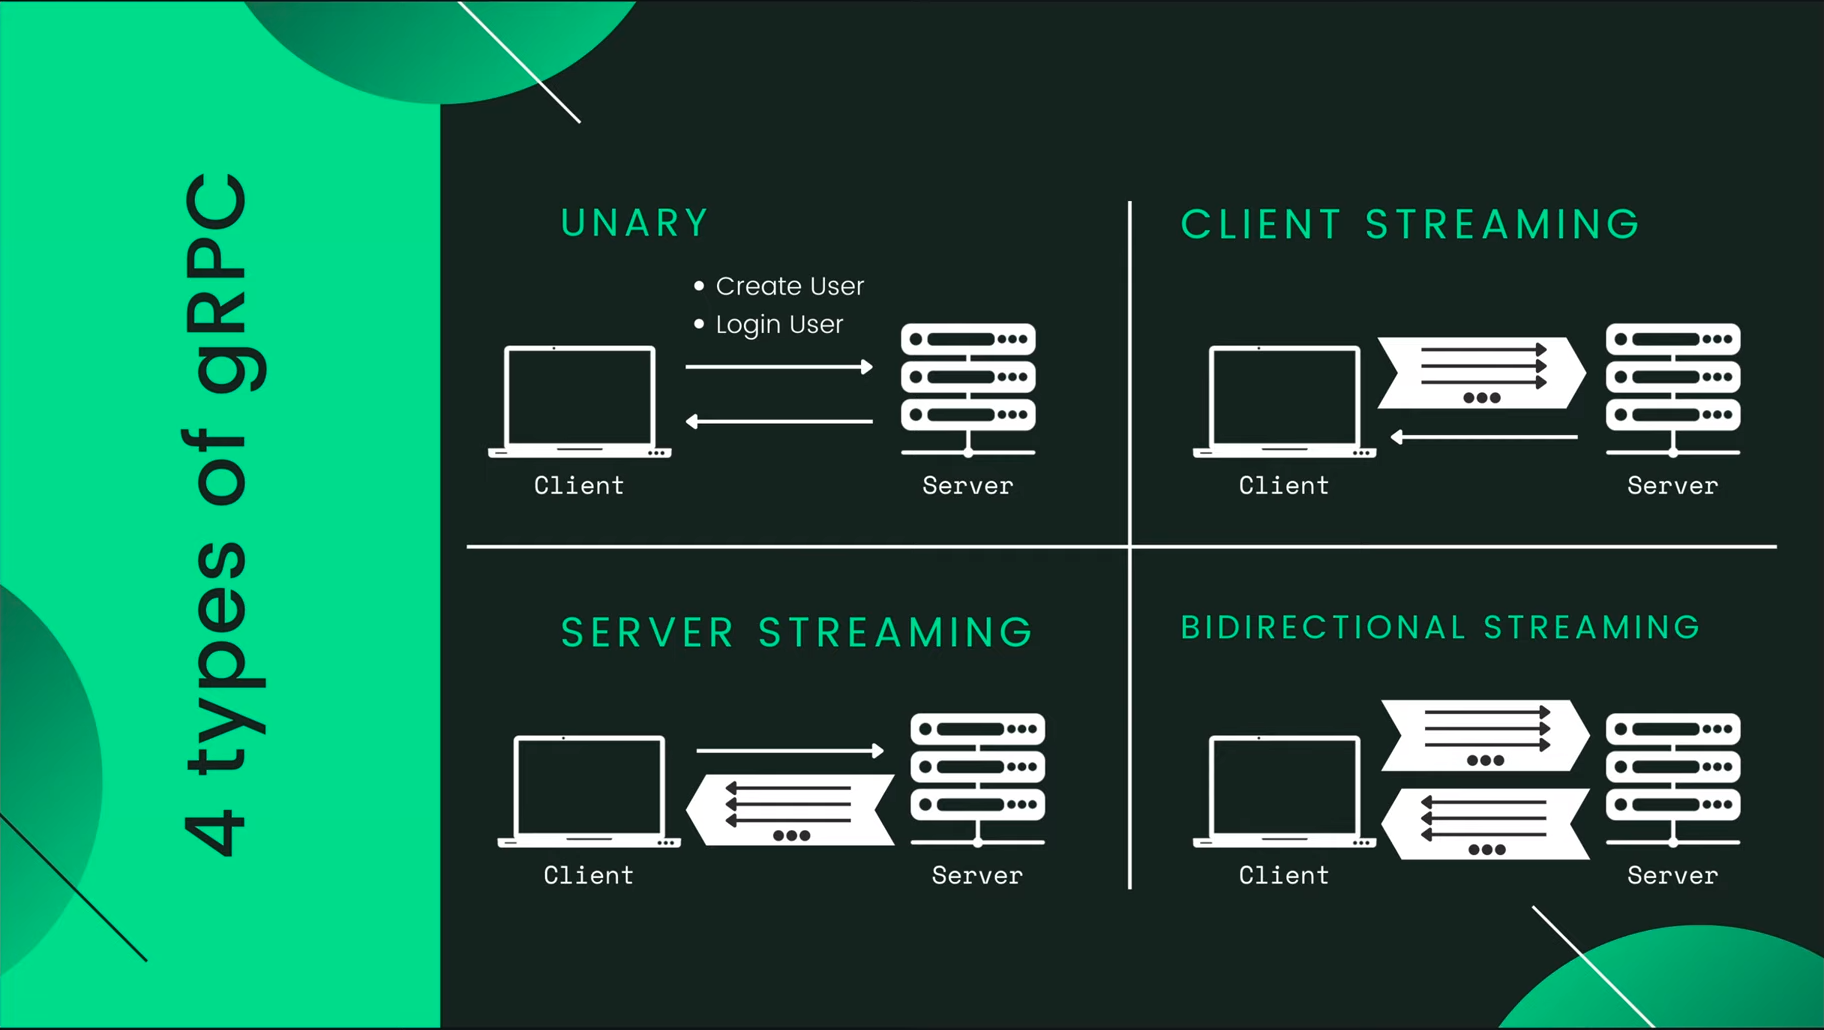 4 types of gRPC
UNARY
• Create User
• Login User
Client
Server
CLIENT STREAMING
Client
Server
SERVER STREAMING
Client
Server
BIDIRECTIONAL STREAMING
Client
Server